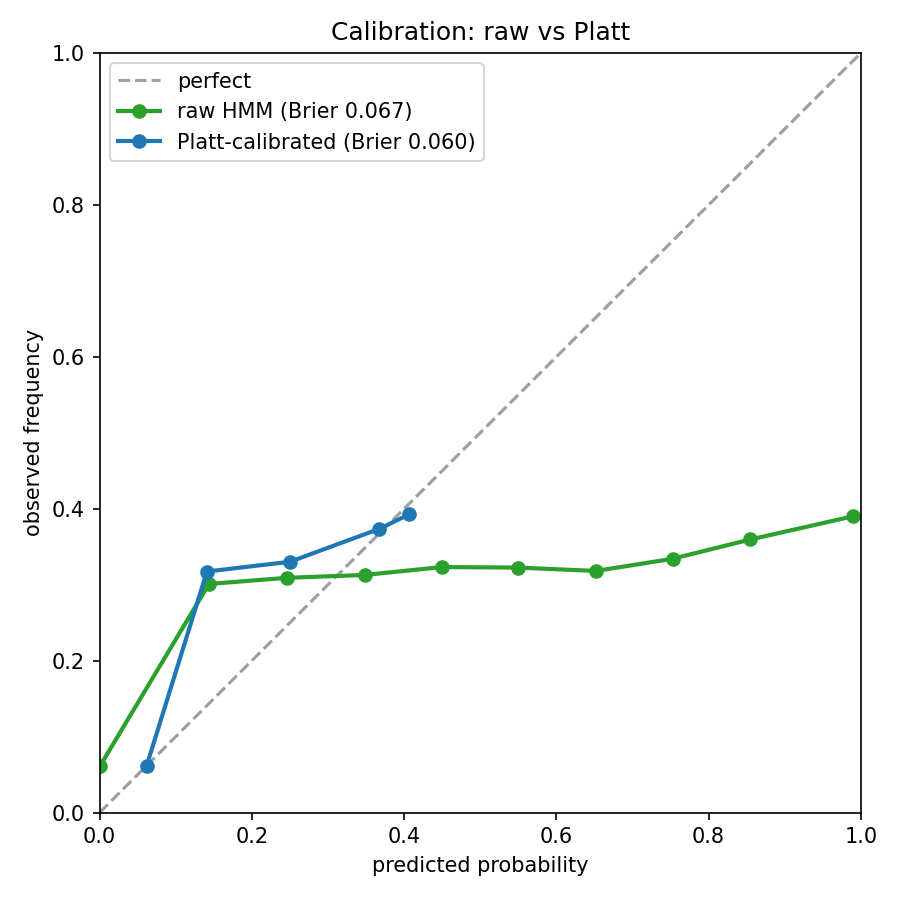 Calibration: raw vs Platt
1.0
0.8
0.6
0.4
0.2
0.0
observed frequency
perfect
raw HMM (Brier 0.067)
Platt-calibrated (Brier 0.060)
0.0 0.2 0.4 0.6 0.8 1.0
predicted probability